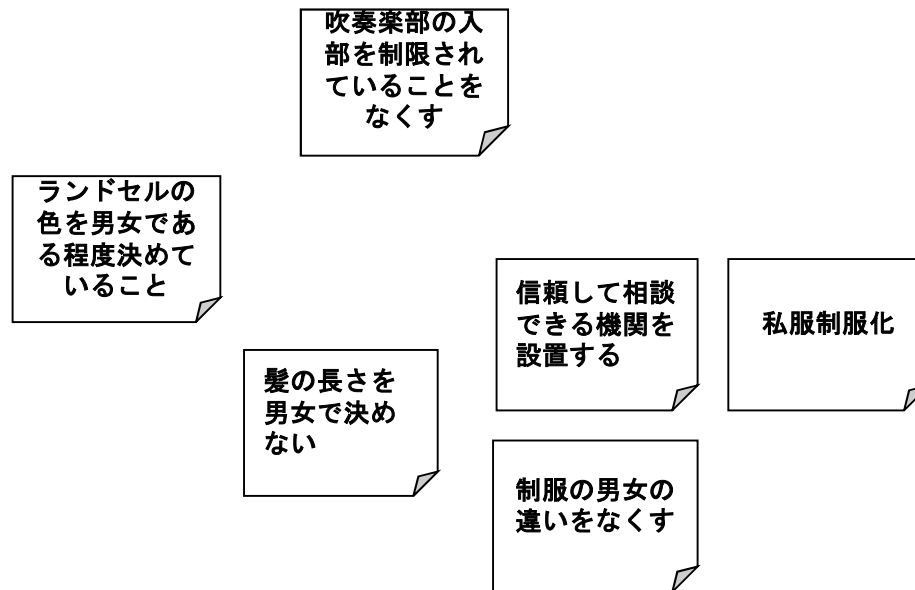 吹奏楽部の入
部を制限され
ていることを
なくす
ランドセルの
色を男女であ
る程度決めて
いること
信頼して相談
できる機関を
設置する
私服制服化
髪の長さを
男女で決め
ない
制服の男女の
違いをなくす